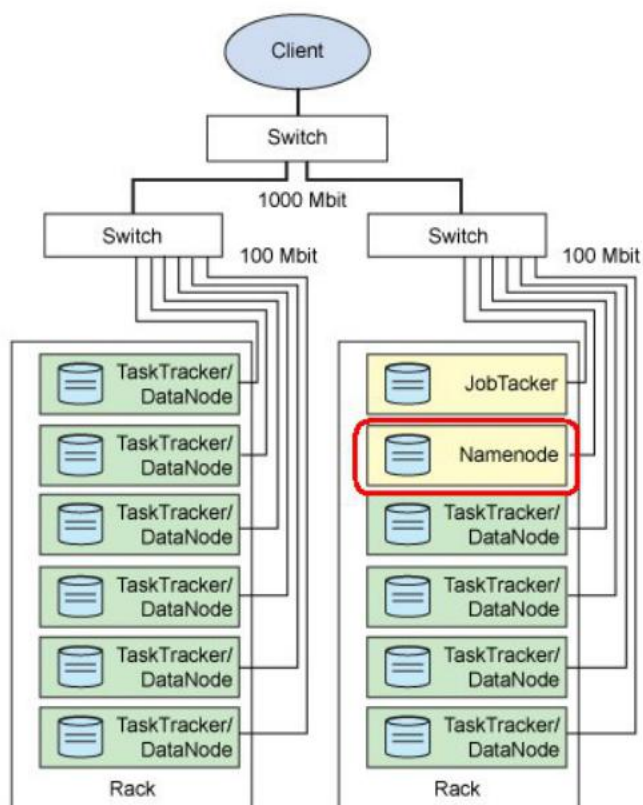 Client
Switch
1000 Mbit
Switch
Switch
100 Mbit
100 Mbit
TaskTracker/
DataNode
TaskTracker/
DataNode
TaskTracker/
DataNode
TaskTracker/
DataNode
TaskTracker/
DataNode
TaskTracker/
DataNode
Rack
JobTacker
Namenode
TaskTracker/
DataNode
TaskTracker/
DataNode
TaskTracker/
DataNode
TaskTracker/
DataNode
Rack